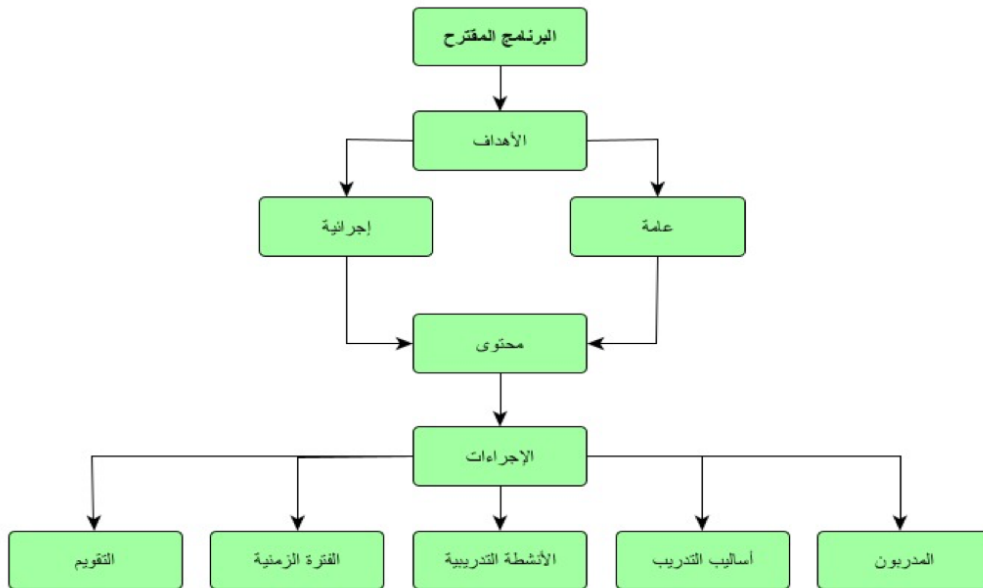 البرنامج المقترح
الأهداف
عامة
إجرائية
محتوى
الإجراءات
المدربون
أساليب التدريب
الأنشطة التدريبية
الفترة الزمنية
التقويم